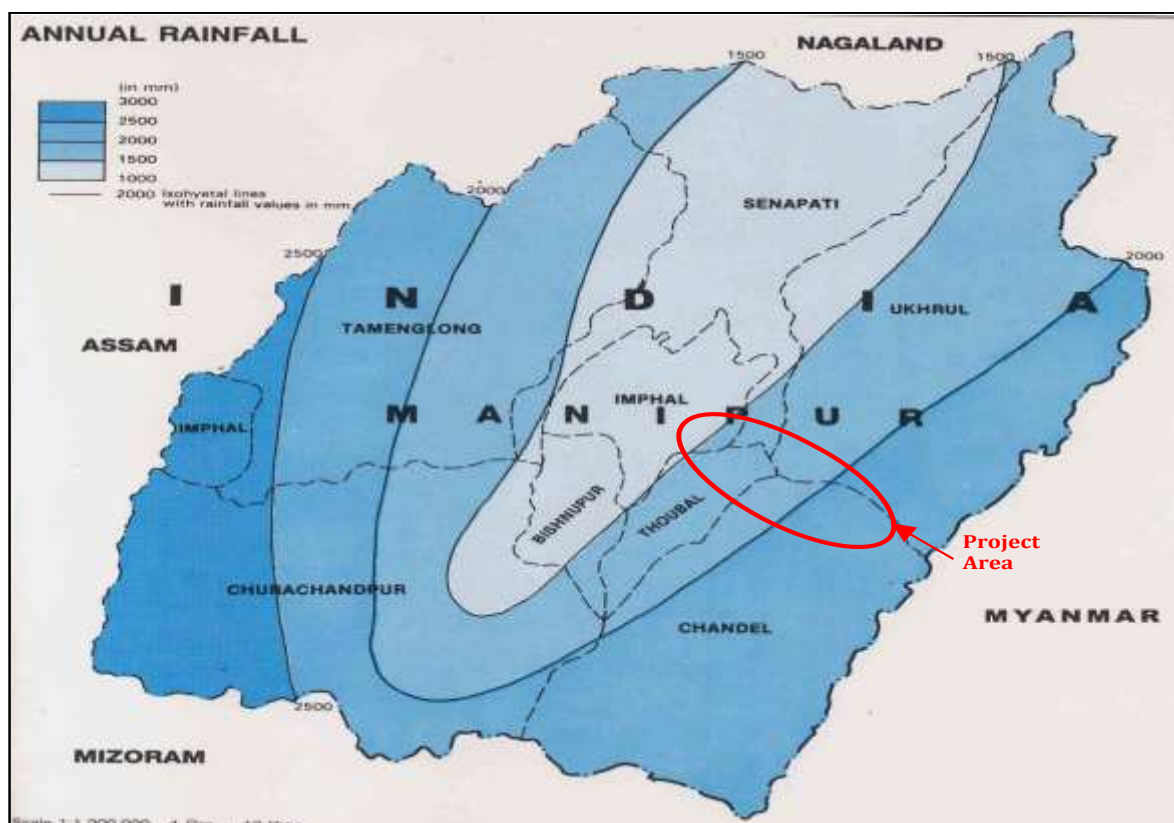 ANNUAL RAINFALL
(in mm)
3000
2500
2000
1500
1000
2000 Isohyetal lines
with rainfall values in mm.
NAGALAND
1500
1500
SENAPATI
2000
2500
2000
I N D I A
TAMENGLONG
UKHRUL
ASSAM
IMPHAL
IMPHAL
M A N I P U R
BISHNUPUR
THOUBAL
Project
Area
CHURACHANDPUR
CHANDEL
MYANMAR
2500
MIZORAM